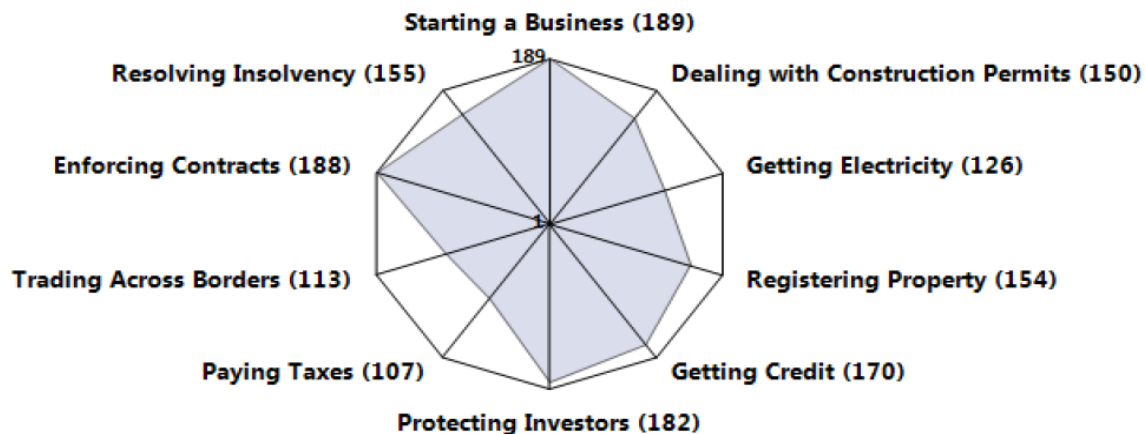 Starting a Business (189)
189
Resolving Insolvency (155)
Dealing with Construction Permits (150)
Enforcing Contracts (188)
Getting Electricity (126)
1
Trading Across Borders (113)
Registering Property (154)
Paying Taxes (107)
Getting Credit (170)
Protecting Investors (182)